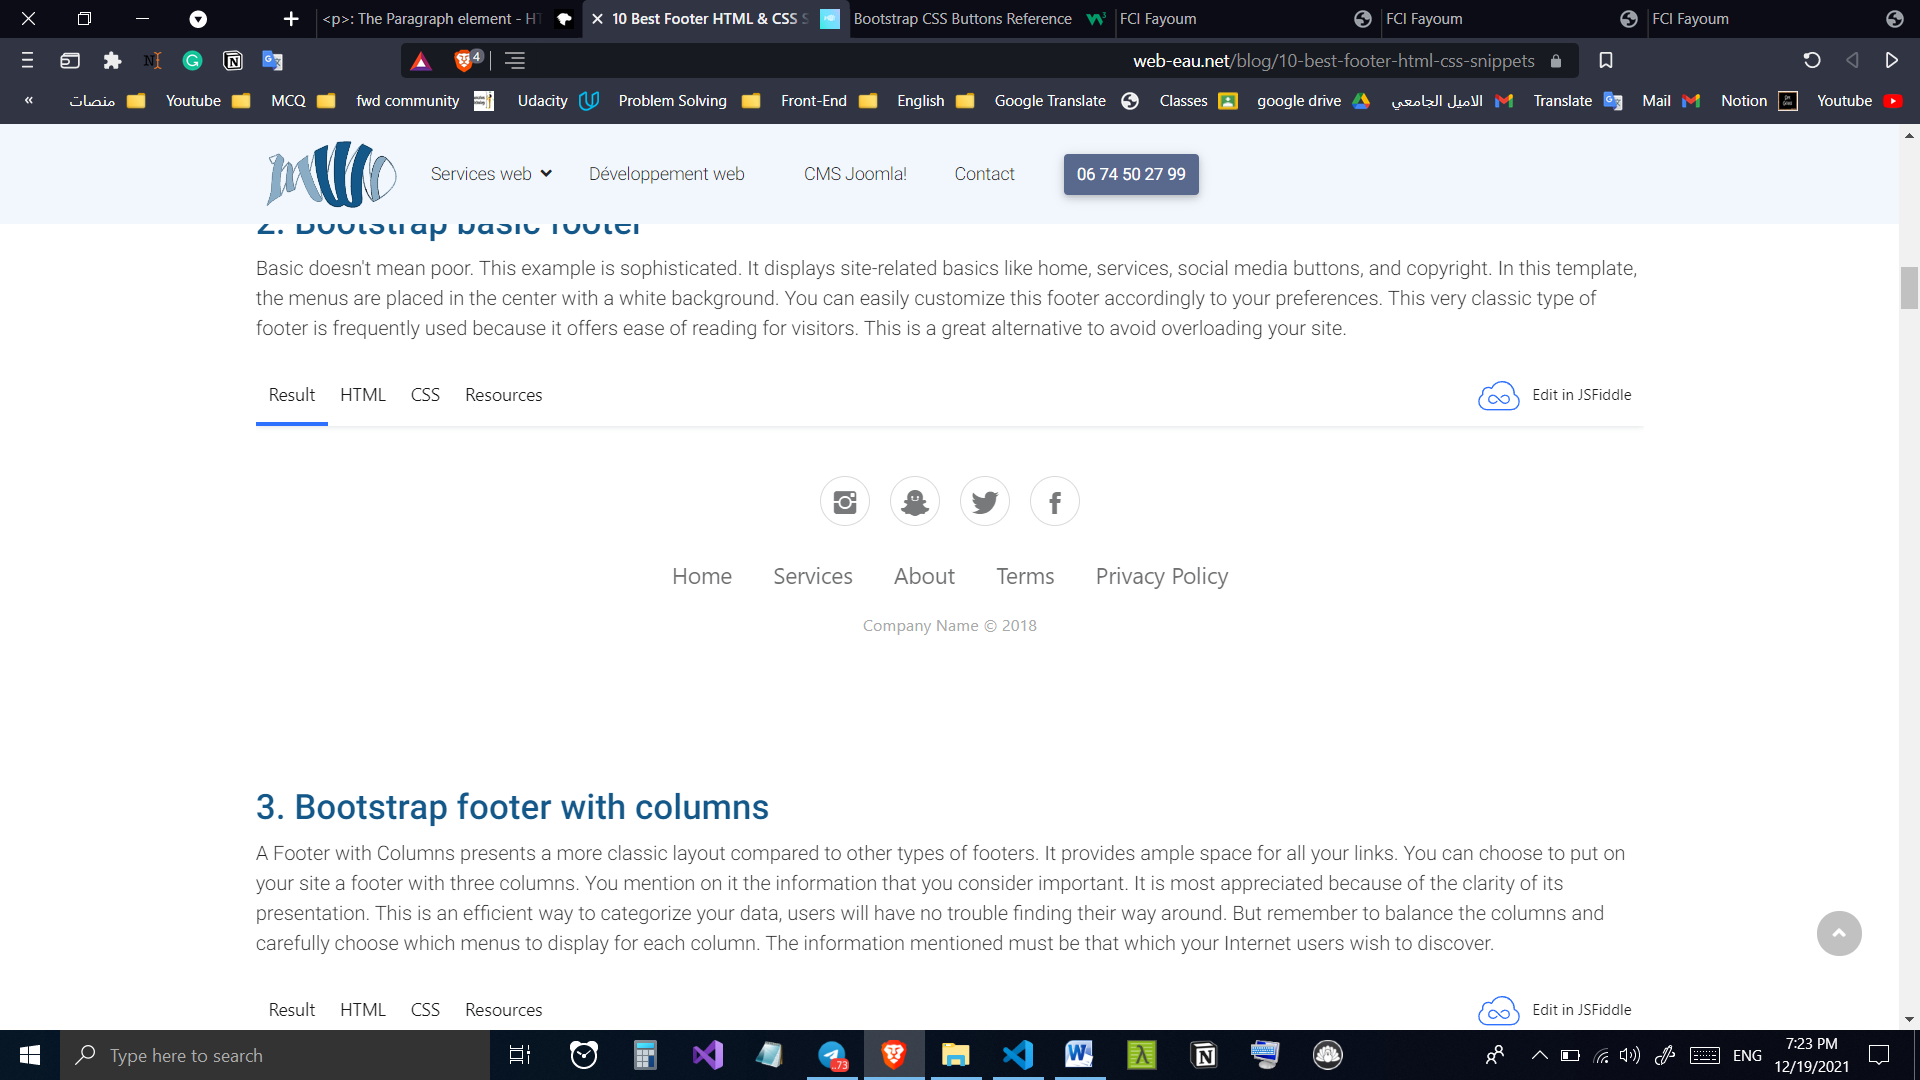 <p>: The Paragraph element - HT
10 Best Footer HTML & CSS S
Bootstrap CSS Buttons Reference
FCI Fayoum
FCI Fayoum
FCI Fayoum
4
web-eau.net/blog/10-best-footer-html-css-snippets
«
منصات
Youtube
MCQ
fwd community
Udacity
Problem Solving
Front-End
English
Google Translate
Classes
google drive
الاميل الجامعي
Translate
Mail
Notion
Youtube
Services web
Développement web
CMS Joomla!
Contact
06 74 50 27 99
2. Bootstrap basic footer
Basic doesn't mean poor. This example is sophisticated. It displays site-related basics like home, services, social media buttons, and copyright. In this template,
the menus are placed in the center with a white background. You can easily customize this footer accordingly to your preferences. This very classic type of
footer is frequently used because it offers ease of reading for visitors. This is a great alternative to avoid overloading your site.
Result HTML CSS Resources
Edit in JSFiddle
Home Services About Terms Privacy Policy
Company Name © 2018
3. Bootstrap footer with columns
A Footer with Columns presents a more classic layout compared to other types of footers. It provides ample space for all your links. You can choose to put on
your site a footer with three columns. You mention on it the information that you consider important. It is most appreciated because of the clarity of its
presentation. This is an efficient way to categorize your data, users will have no trouble finding their way around. But remember to balance the columns and
carefully choose which menus to display for each column. The information mentioned must be that which your Internet users wish to discover.
Result HTML CSS Resources
Edit in JSFiddle
Type here to search
..73
ENG
7:23 PM
12/19/2021